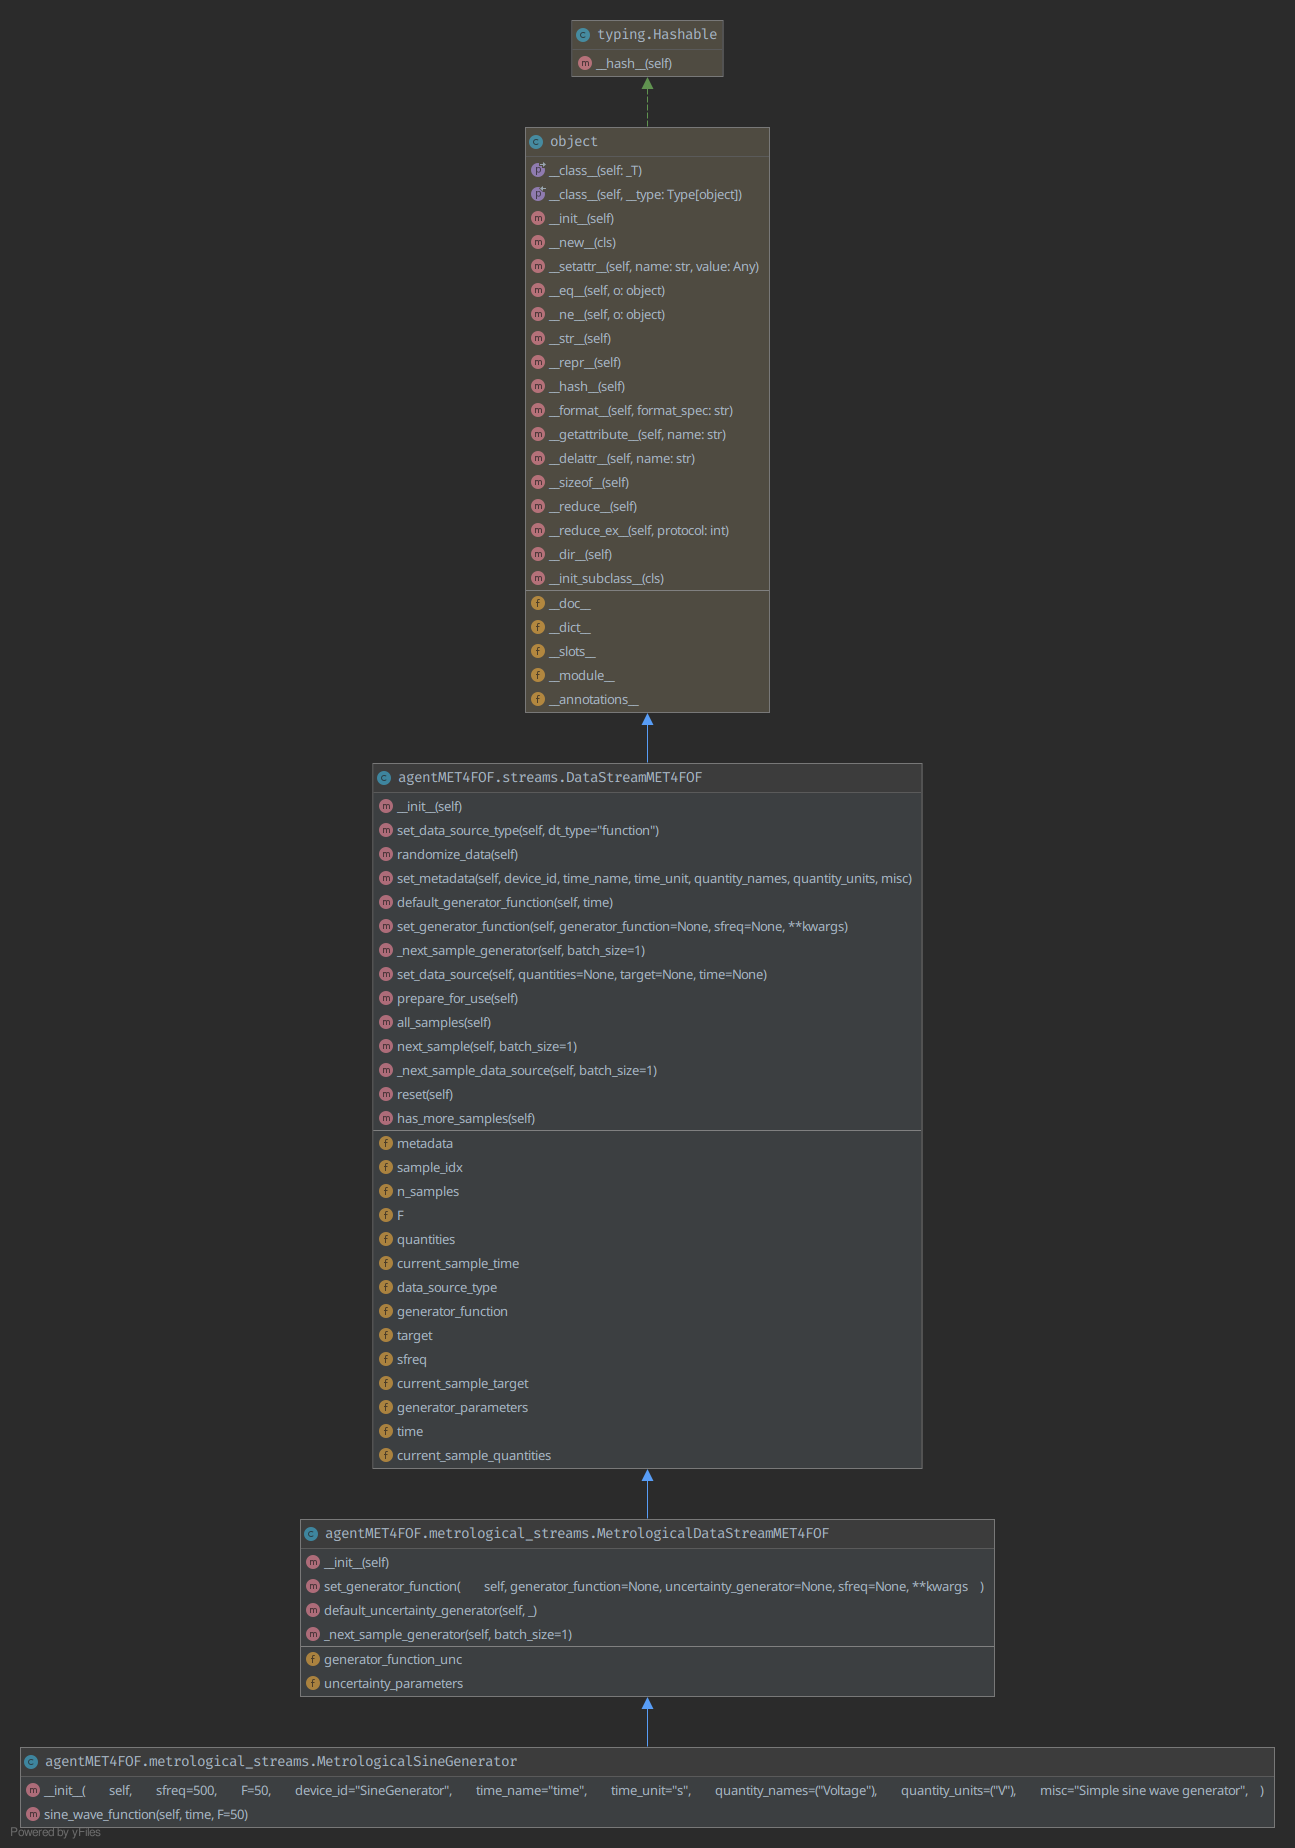 typing.Hashable
__hash__(self)
object
__class__(self: _T)
__class__(self, __type: Type[object])
__init__(self)
__new__(cls)
__setattr__(self, name: str, value: Any)
__eq__(self, o: object)
__ne__(self, o: object)
__str__(self)
__repr__(self)
__hash__(self)
__format__(self, format_spec: str)
__getattribute__(self, name: str)
__delattr__(self, name: str)
__sizeof__(self)
__reduce__(self)
__reduce_ex__(self, protocol: int)
__dir__(self)
__init_subclass__(cls)
__doc__
__dict__
__slots__
__module__
__annotations__
agentMET4FOF.streams.DataStreamMET4FOF
__init__(self)
set_data_source_type(self, dt_type="function")
randomize_data(self)
set_metadata(self, device_id, time_name, time_unit, quantity_names, quantity_units, misc)
default_generator_function(self, time)
set_generator_function(self, generator_function=None, sfreq=None, **kwargs)
_next_sample_generator(self, batch_size=1)
set_data_source(self, quantities=None, target=None, time=None)
prepare_for_use(self)
all_samples(self)
next_sample(self, batch_size=1)
_next_sample_data_source(self, batch_size=1)
reset(self)
has_more_samples(self)
metadata
sample_idx
n_samples
F
quantities
current_sample_time
data_source_type
generator_function
target
sfreq
current_sample_target
generator_parameters
time
current_sample_quantities
agentMET4FOF.metrological_streams.MetrologicalDataStreamMET4FOF
__init__(self)
set_generator_function( self, generator_function=None, uncertainty_generator=None, sfreq=None, **kwargs )
default_uncertainty_generator(self, _)
_next_sample_generator(self, batch_size=1)
generator_function_unc
uncertainty_parameters
agentMET4FOF.metrological_streams.MetrologicalSineGenerator
__init__( self, sfreq=500, F=50, device_id="SineGenerator", time_name="time", time_unit="s", quantity_names=("Voltage"), quantity_units=("V"), misc="Simple sine wave generator", )
sine_wave_function(self, time, F=50)
Powered by yFiles